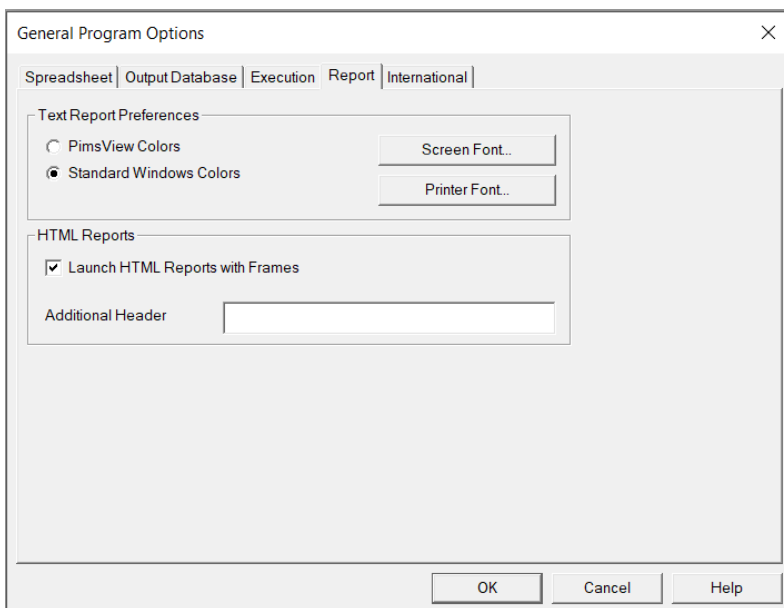 General Program Options
Spreadsheet Output Database Execution Report International
Text Report Preferences
PimsView Colors
Screen Font...
Standard Windows Colors
Printer Font...
HTML Reports
Launch HTML Reports with Frames
Additional Header
OK Cancel Help